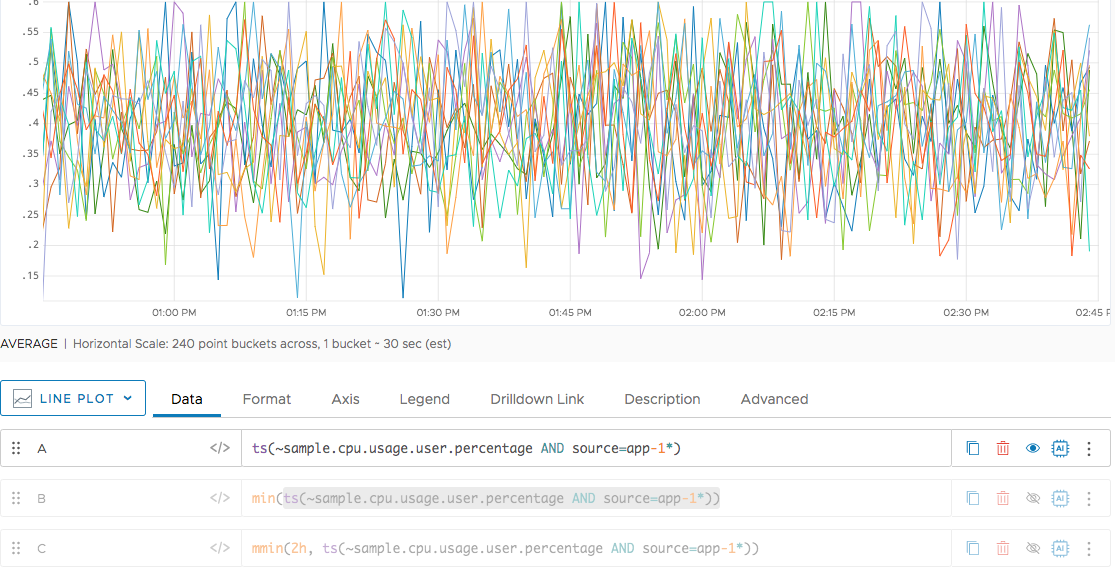 .6
.55
.5
.45
.4
.35
.3
.25
.2
.15
01:00 PM 01:15 PM 01:30 PM 01:45 PM 02:00 PM 02:15 PM 02:30 PM 02:45 P
AVERAGE | Horizontal Scale: 240 point buckets across, 1 bucket ~ 30 sec (est)
LINE PLOT Data Format Axis Legend Drilldown Link Description Advanced
A </> ts(~sample.cpu.usage.user.percentage AND source=app-1*) AI
B </> min(ts(~sample.cpu.usage.user.percentage AND source=app-1*)) AI
C </> mmin(2h, ts(~sample.cpu.usage.user.percentage AND source=app-1*)) AI